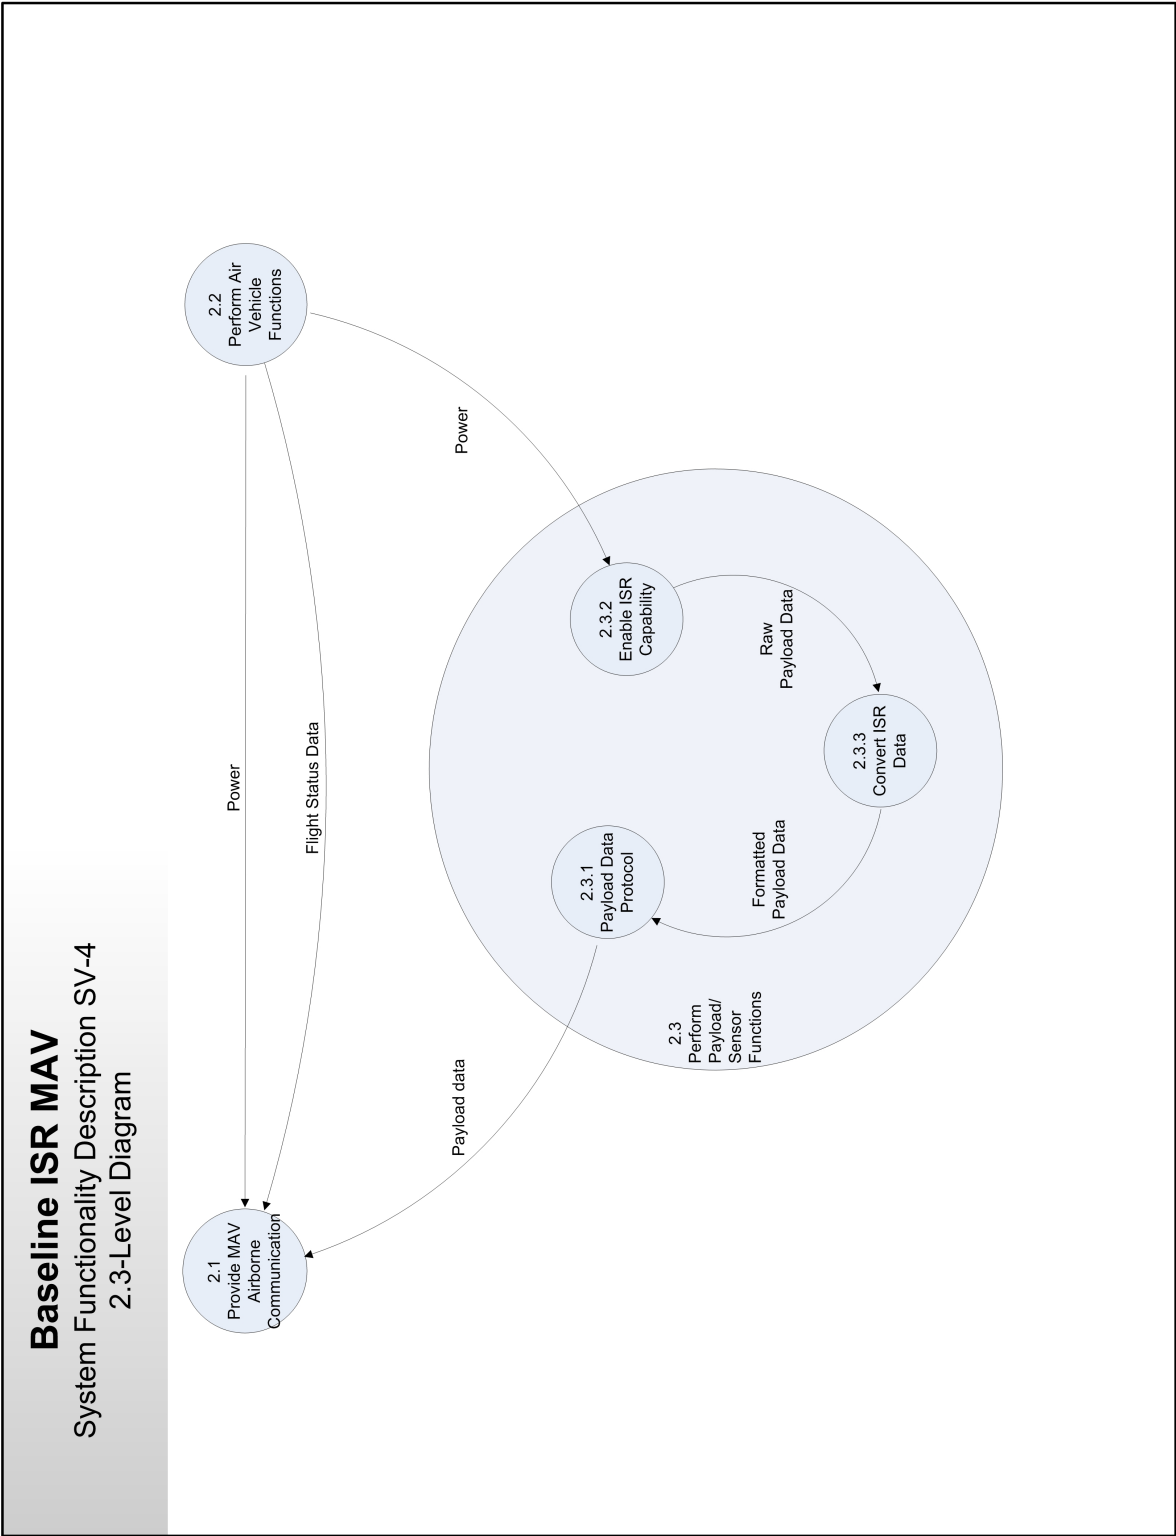 Baseline ISR MAV
System Functionality Description SV-4
2.3-Level Diagram
2.1
Provide MAV
Airborne
Communication
Power
Flight Status Data
2.2
Perform Air
Vehicle
Functions
Payload data
Power
2.3.1
Payload Data
Protocol
2.3.2
Enable ISR
Capability
2.3
Perform
Payload/
Sensor
Functions
Formatted
Payload Data
Raw
Payload Data
2.3.3
Convert ISR
Data